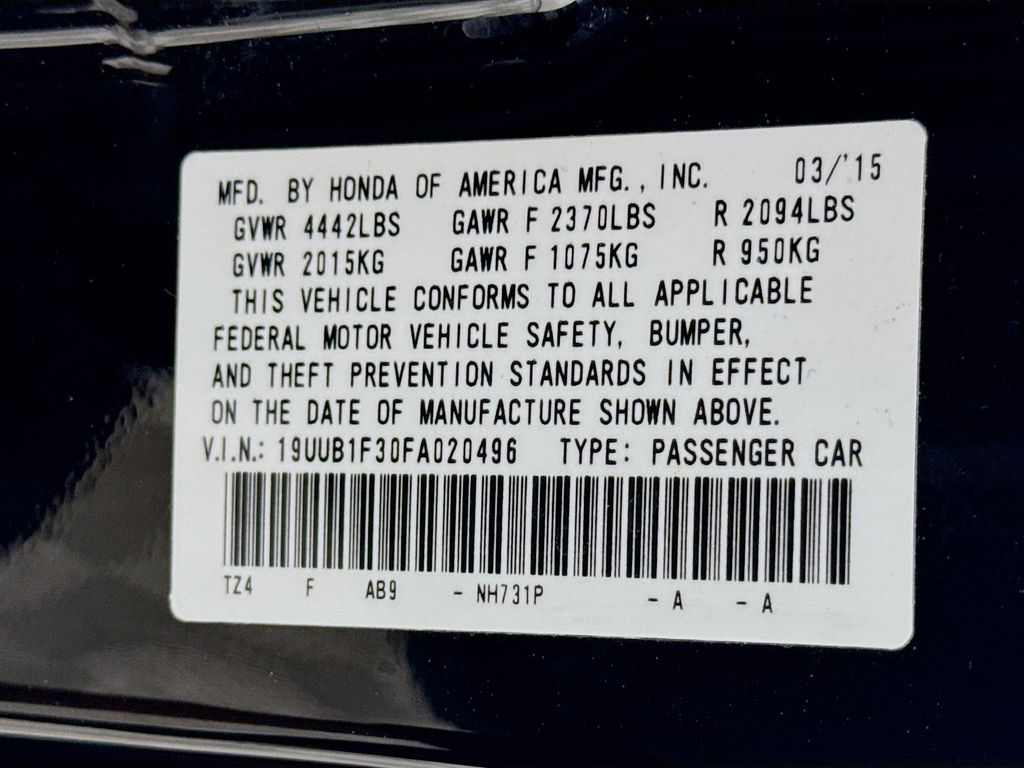 MFD. BY HONDA OF AMERICA MFG., INC. 03/'15
GVWR 4442LBS GAWR F 2370LBS R 2094LBS
GVWR 2015KG GAWR F 1075KG R 950KG
THIS VEHICLE CONFORMS TO ALL APPLICABLE
FEDERAL MOTOR VEHICLE SAFETY, BUMPER,
AND THEFT PREVENTION STANDARDS IN EFFECT
ON THE DATE OF MANUFACTURE SHOWN ABOVE.
V.I.N.: 19UUB1F30FA020496 TYPE: PASSENGER CAR
TZ4 F AB9 - NH731P - A - A